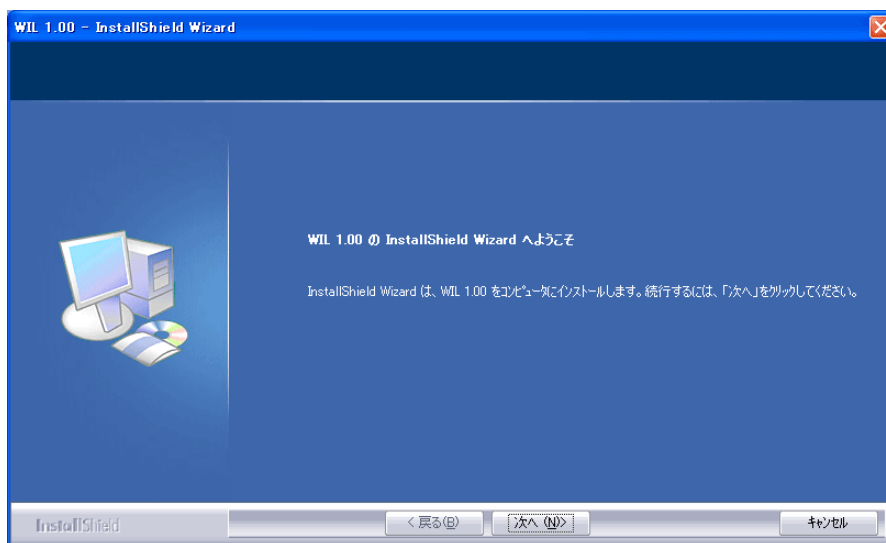 WIL 1.00 - InstallShield Wizard
WIL 1.00 の InstallShield Wizard へようこそ
InstallShield Wizard は、WIL 1.00 をｺﾝﾋﾟｭｰﾀにインストールします。続行するには、「次へ」をｸﾘｯｸしてください。
InstallShield
< 戻る(B)
次へ (N)>
ｷｬﾝｾﾙ